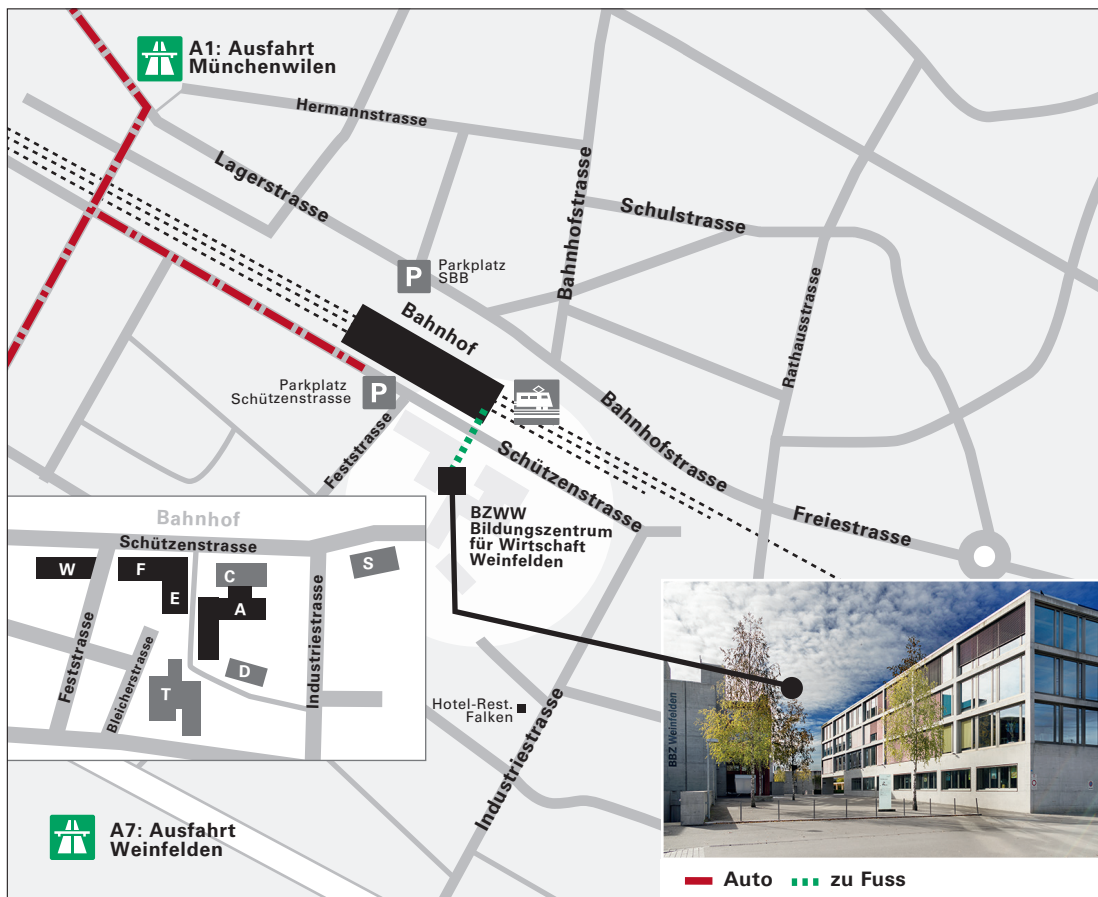 A1: Ausfahrt
Münchenwilen
Hermannstrasse
Lagerstrasse
Bahnhofstrasse
Schulstrasse
Rathausstrasse
P
Parkplatz
SBB
Bahnhof
Parkplatz
Schützenstrasse
P
Feststrasse
Schützenstrasse
Bahnhofstrasse
Freiestrasse
BZWW
Bildungszentrum
für Wirtschaft
Weinfelden
Bahnhof
Schützenstrasse
W
F
E
C
A
S
D
T
Feststrasse
Bleicherstrasse
Industriestrasse
Hotel-Rest.
Falken
Industriestrasse
BBZ Weinfelden
A7: Ausfahrt
Weinfelden
Auto
zu Fuss